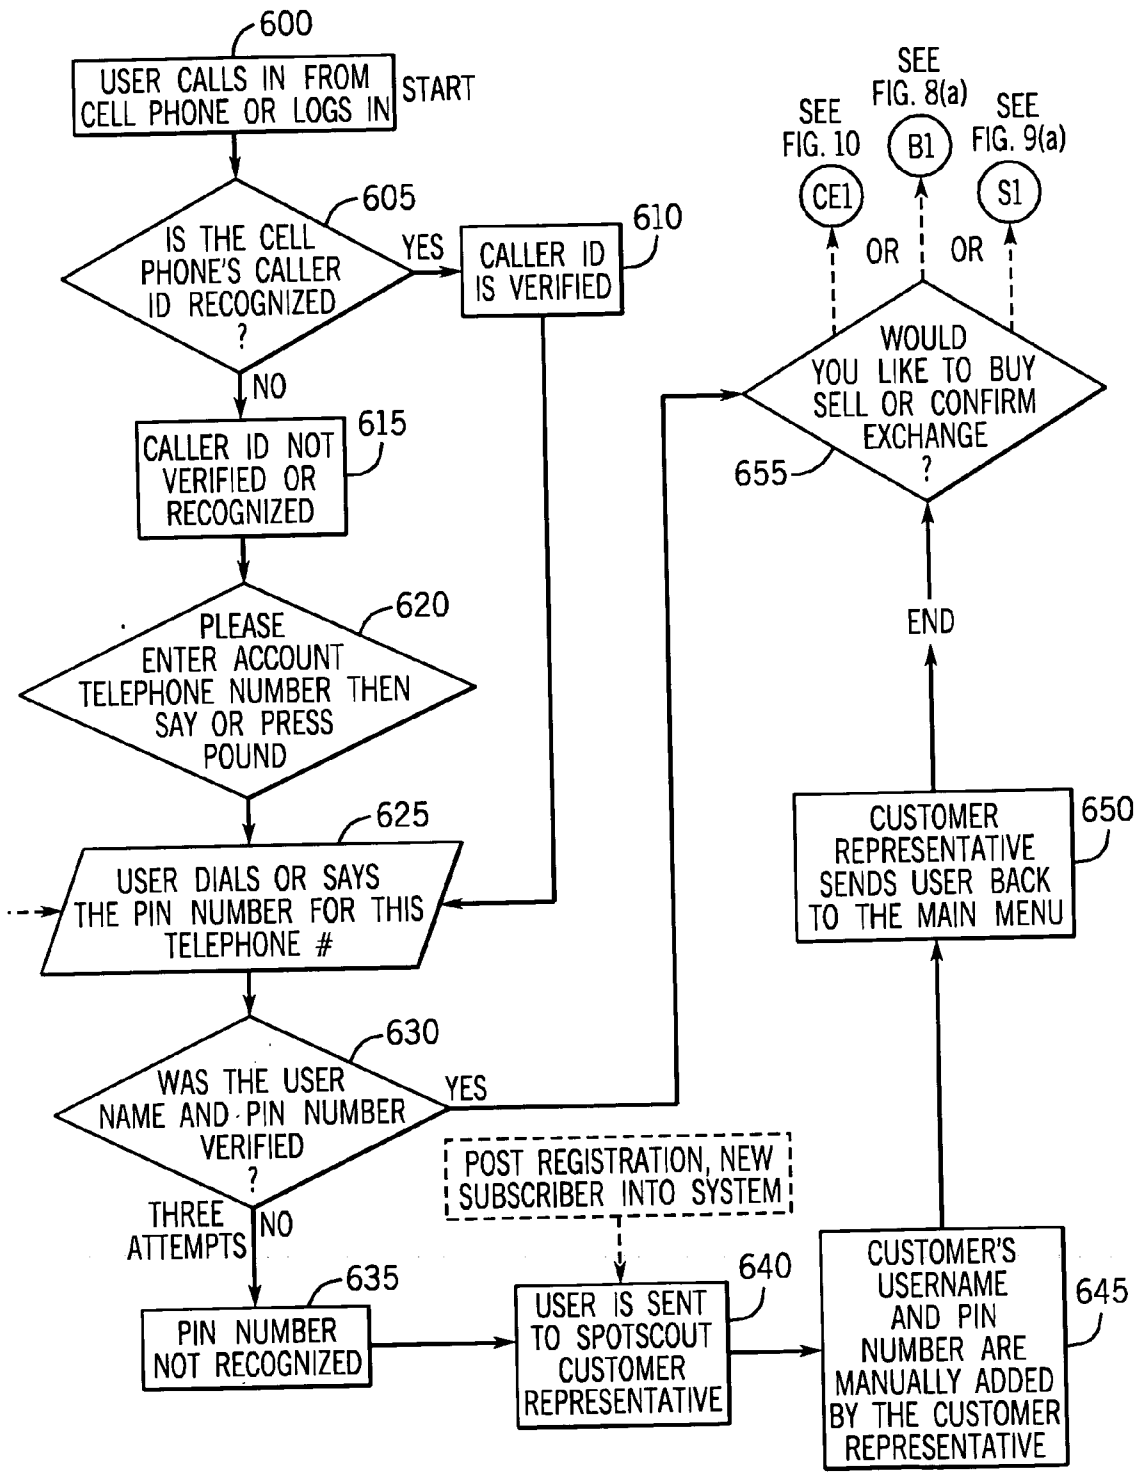 600
USER CALLS IN FROM
CELL PHONE OR LOGS IN
START
605
IS THE CELL
PHONE'S CALLER
ID RECOGNIZED
?
YES
610
CALLER ID
IS VERIFIED
NO
615
CALLER ID NOT
VERIFIED OR
RECOGNIZED
620
PLEASE
ENTER ACCOUNT
TELEPHONE NUMBER THEN
SAY OR PRESS
POUND
625
USER DIALS OR SAYS
THE PIN NUMBER FOR THIS
TELEPHONE #
630
WAS THE USER
NAME AND PIN NUMBER
VERIFIED
?
YES
THREE
ATTEMPTS
NO
635
PIN NUMBER
NOT RECOGNIZED
POST REGISTRATION, NEW
SUBSCRIBER INTO SYSTEM
640
USER IS SENT
TO SPOTSCOUT
CUSTOMER
REPRESENTATIVE
645
CUSTOMER'S
USERNAME
AND PIN
NUMBER ARE
MANUALLY ADDED
BY THE CUSTOMER
REPRESENTATIVE
650
CUSTOMER
REPRESENTATIVE
SENDS USER BACK
TO THE MAIN MENU
END
655
WOULD
YOU LIKE TO BUY
SELL OR CONFIRM
EXCHANGE
?
OR
OR
SEE
FIG. 10
CE1
SEE
FIG. 8(a)
B1
SEE
FIG. 9(a)
S1